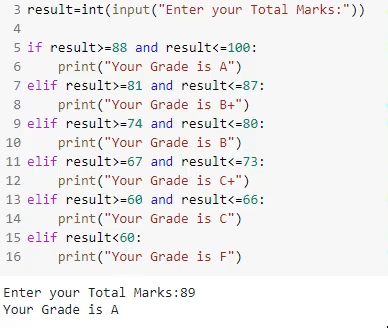 3 result=int(input("Enter your Total Marks:"))
4
5 if result>=88 and result<=100:
6     print("Your Grade is A")
7 elif result>=81 and result<=87:
8     print("Your Grade is B+")
9 elif result>=74 and result<=80:
10     print("Your Grade is B")
11 elif result>=67 and result<=73:
12     print("Your Grade is C+")
13 elif result>=60 and result<=66:
14     print("Your Grade is C")
15 elif result<60:
16     print("Your Grade is F")
Enter your Total Marks:89
Your Grade is A